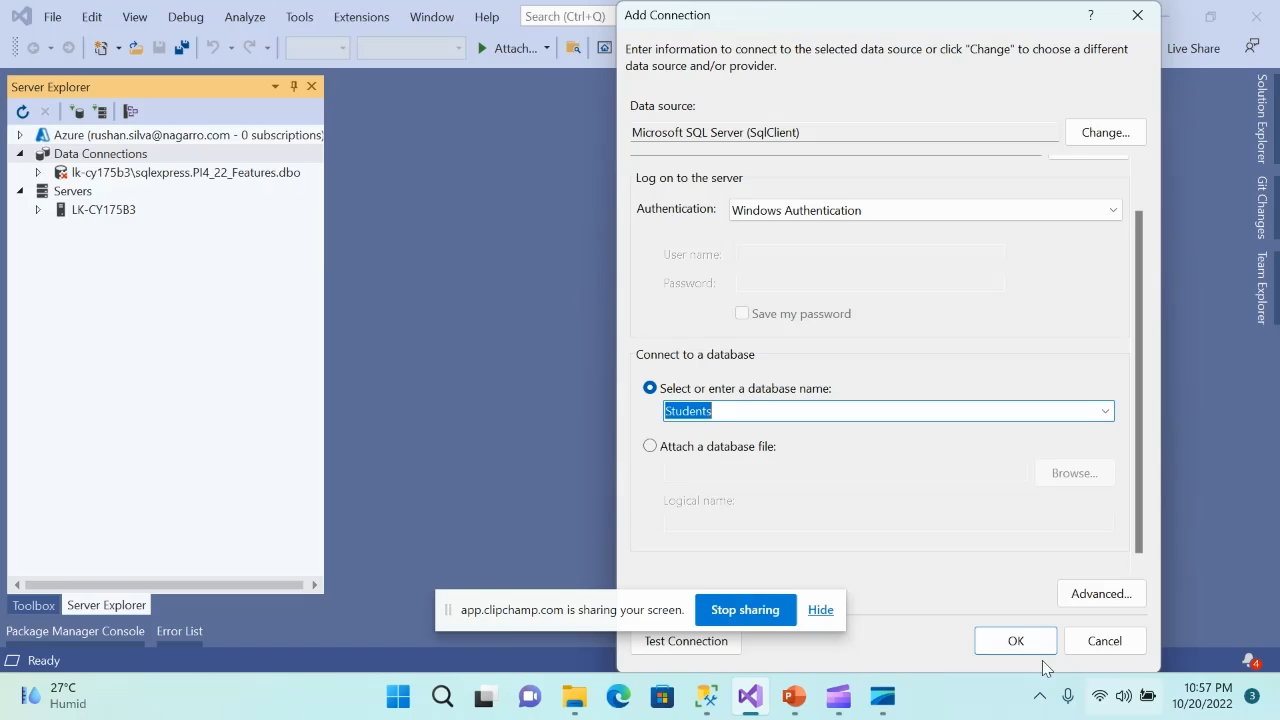 File Edit View Debug Analyze Tools Extensions Window Help Search (Ctrl+Q)
Attach...
Live Share
Server Explorer
Azure (rushan.silva@nagarro.com - 0 subscriptions)
Data Connections
lk-cy175b3\sqlexpress.PI4_22_Features.dbo
Servers
LK-CY175B3
Toolbox Server Explorer
Package Manager Console Error List
Ready
Add Connection
?
Enter information to connect to the selected data source or click "Change" to choose a different
data source and/or provider.
Data source:
Microsoft SQL Server (SqlClient)
Change...
Log on to the server
Authentication: Windows Authentication
User name:
Password:
Save my password
Connect to a database
Select or enter a database name:
Students
Attach a database file:
Browse...
Logical name:
Advanced...
app.clipchamp.com is sharing your screen. Stop sharing Hide
Test Connection
OK
Cancel
Solution Explorer
Git Changes
Team Explorer
4
27°C
Humid
10:57 PM
10/20/2022
3